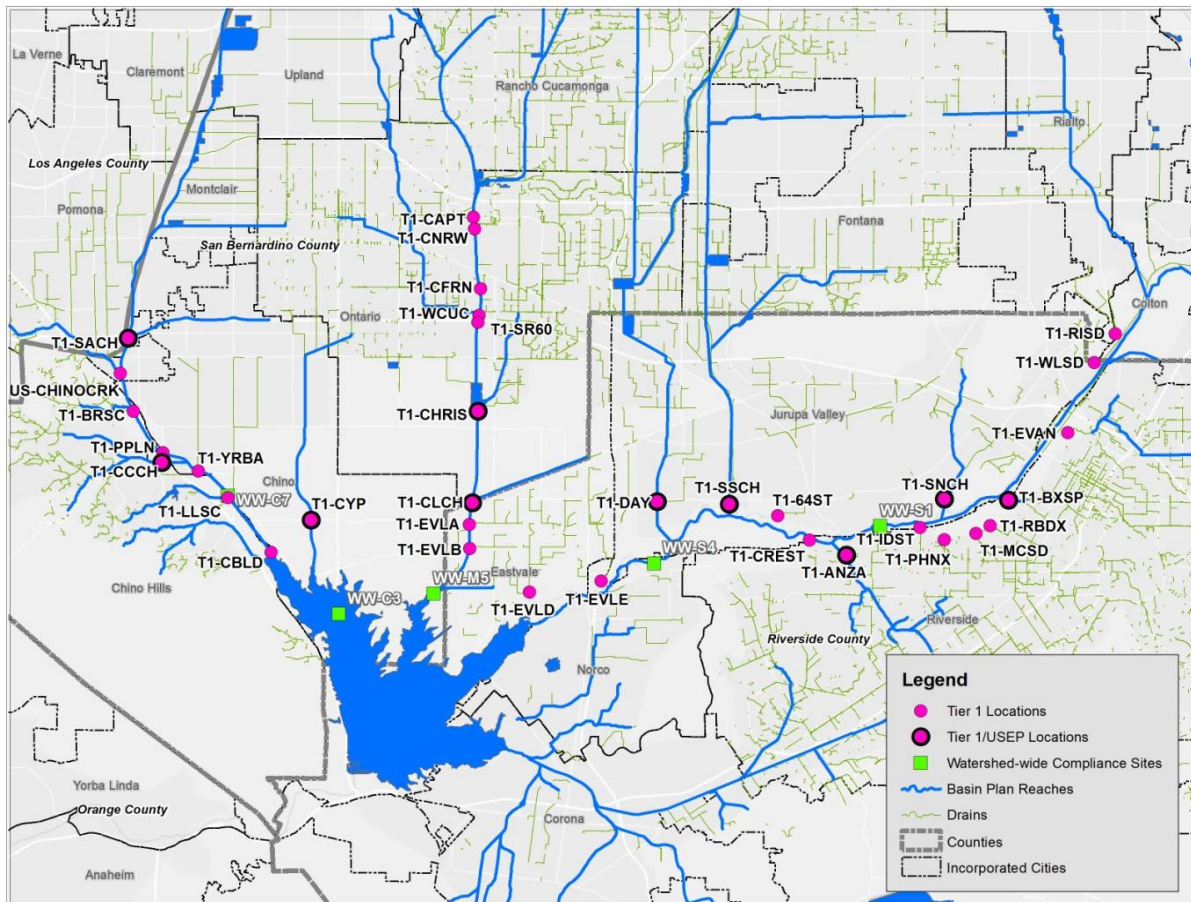 La Verne
Claremont
Upland
Rancho Cucamonga
Rialto
Los Angeles County
Montclair
Pomona
San Bernardino County
Fontana
T1-CAPT
T1-CNRW
T1-CFRN
Colton
Ontario
T1-WCUC
T1-SR60
T1-SACH
T1-RISD
T1-WLSD
US-CHINOCRK
T1-BRSC
T1-CHRIS
Jurupa Valley
T1-EVAN
T1-PPLN
T1-CCCH
T1-YRBA
Chino
WW-C7
T1-LLSC
T1-CYP
T1-CLCH
T1-DAY
T1-SSCH
T1-64ST
T1-SNCH
T1-BXSP
T1-EVLA
T1-EVLB
WW-S1
T1-IDST
T1-RBDX
T1-MCSD
T1-PHNX
T1-CREST
T1-ANZA
T1-CBLD
WW-S4
Chino Hills
WW-M5
Eastvale
WW-C3
T1-EVLD
T1-EVLE
Riverside
Riverside County
Norco
Yorba Linda
Orange County
Corona
Anaheim
Legend
Tier 1 Locations
Tier 1/USEP Locations
Watershed-wide Compliance Sites
Basin Plan Reaches
Drains
Counties
Incorporated Cities